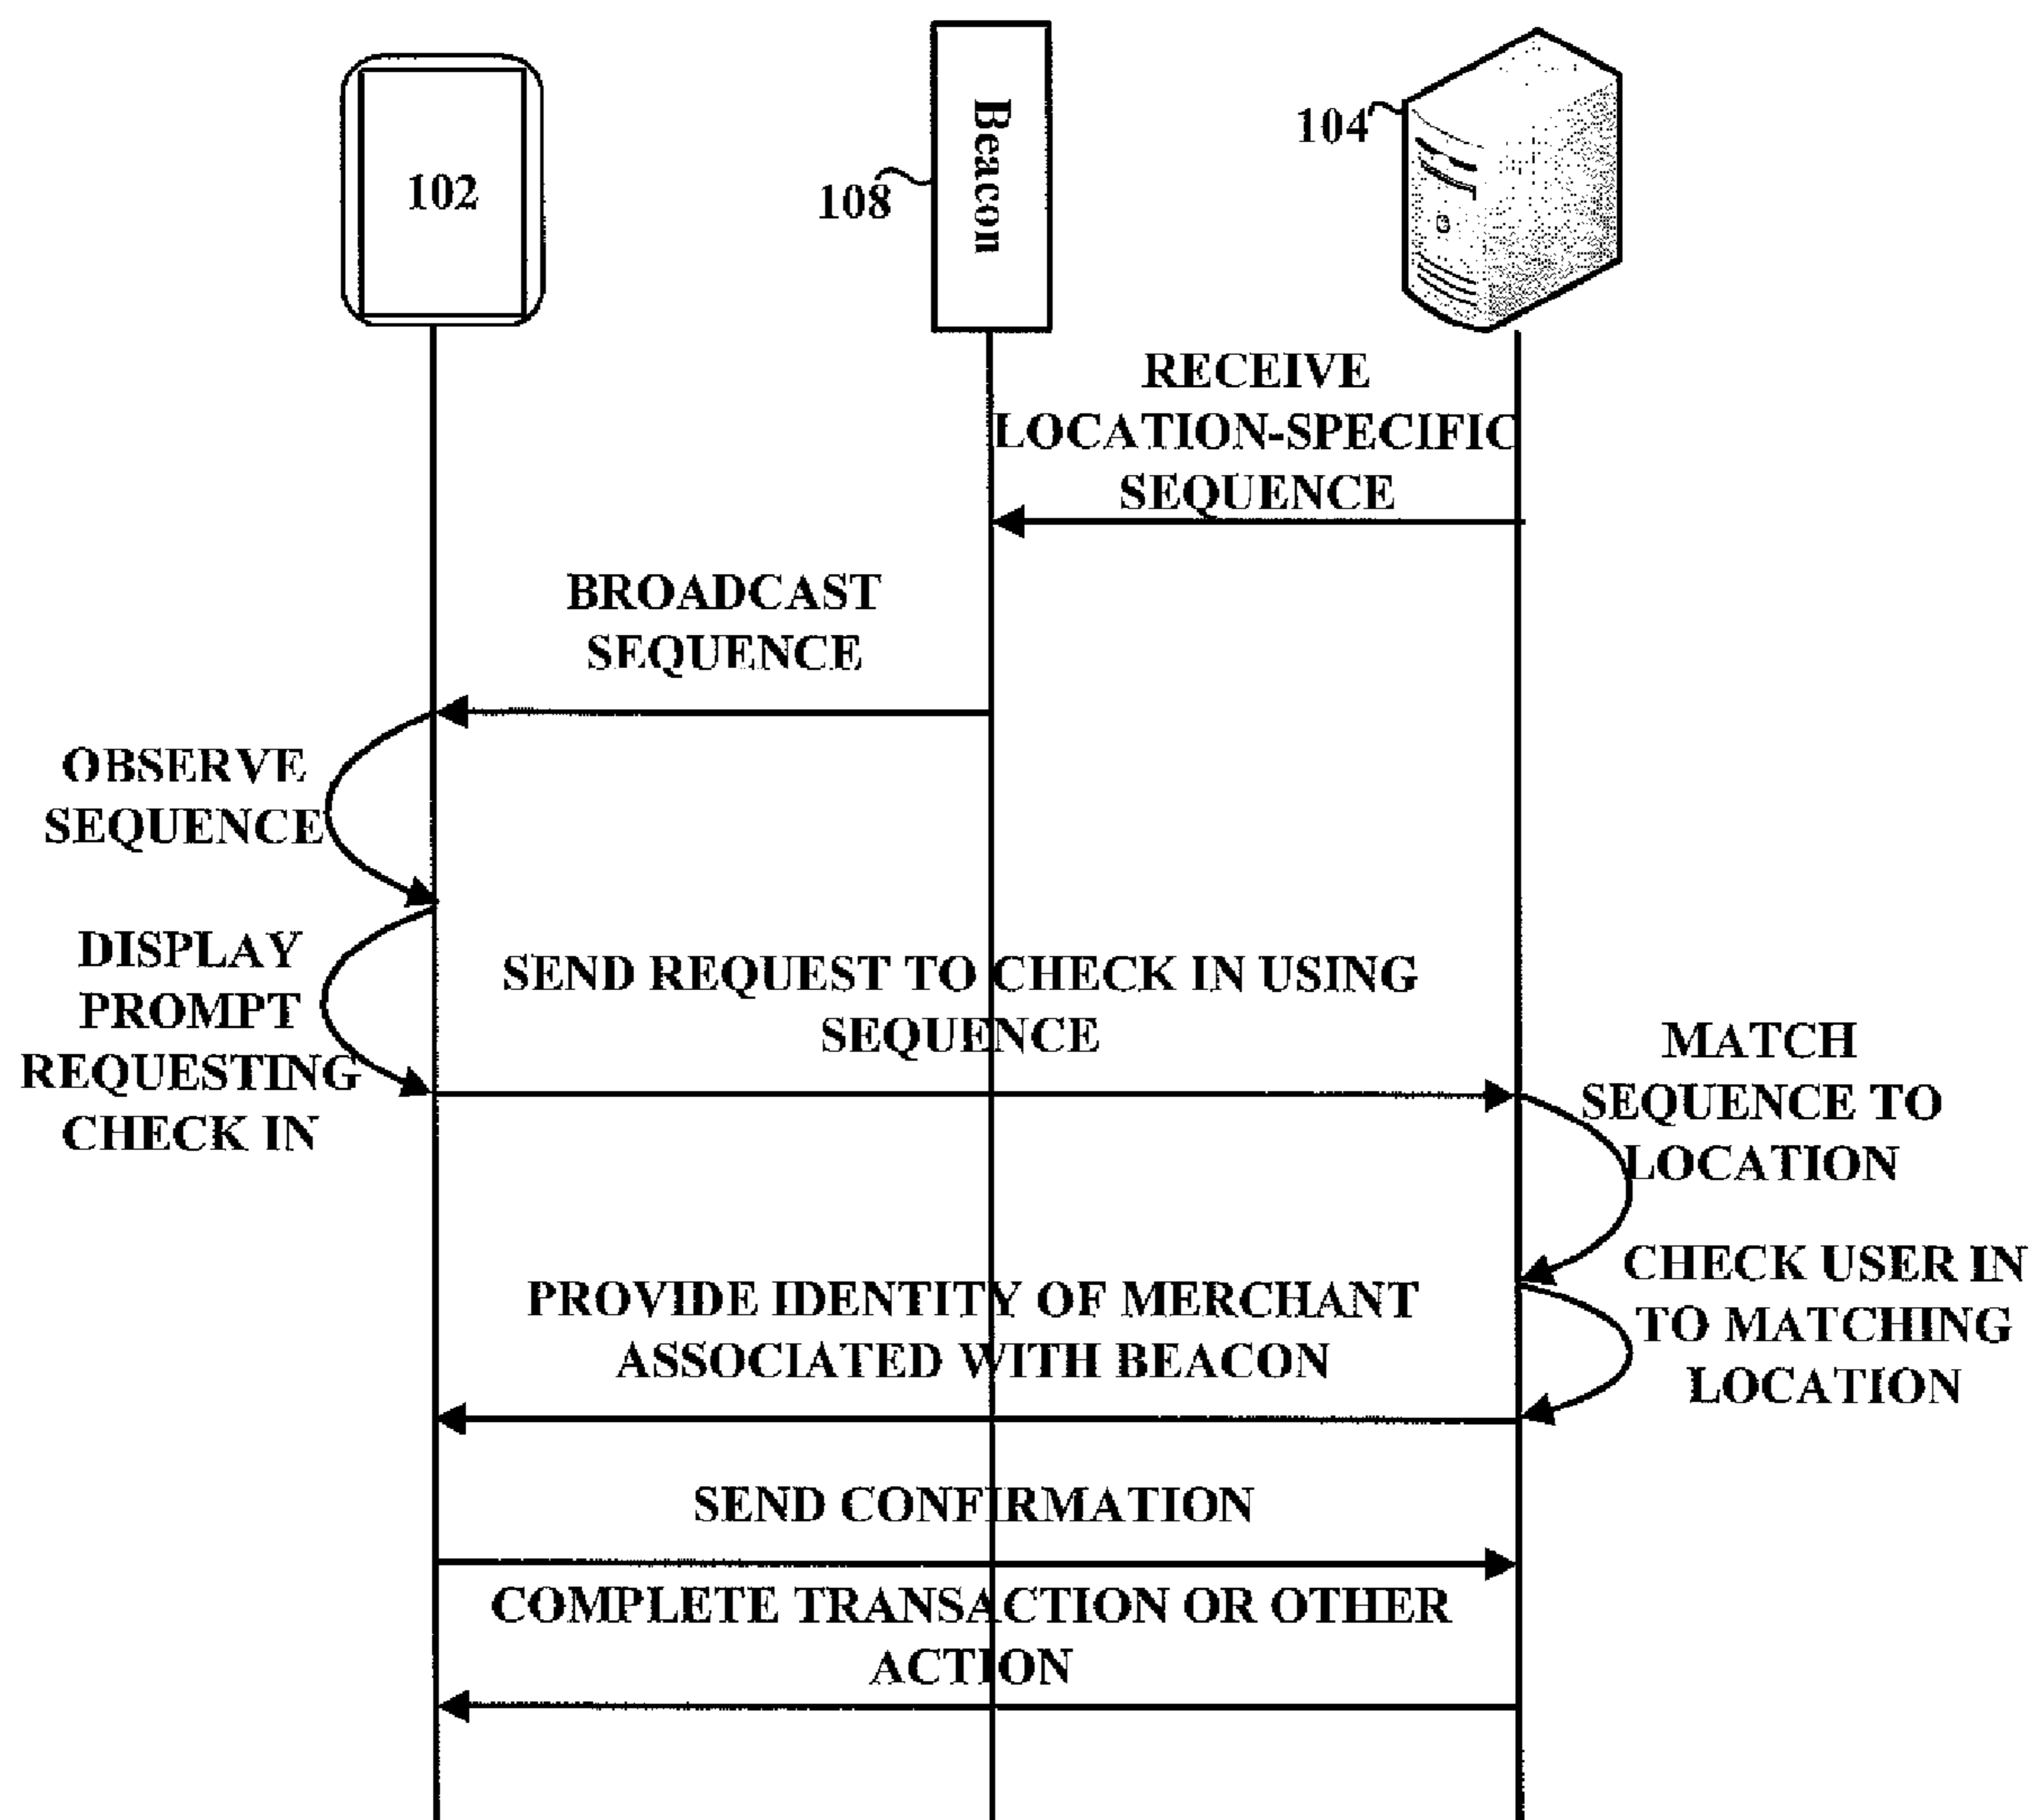 102
108
Beacon
104
RECEIVE
LOCATION-SPECIFIC
SEQUENCE
BROADCAST
SEQUENCE
OBSERVE
SEQUENCE
DISPLAY
PROMPT
REQUESTING
CHECK IN
SEND REQUEST TO CHECK IN USING
SEQUENCE
MATCH
SEQUENCE TO
LOCATION
CHECK USER IN
TO MATCHING
LOCATION
PROVIDE IDENTITY OF MERCHANT
ASSOCIATED WITH BEACON
SEND CONFIRMATION
COMPLETE TRANSACTION OR OTHER
ACTION